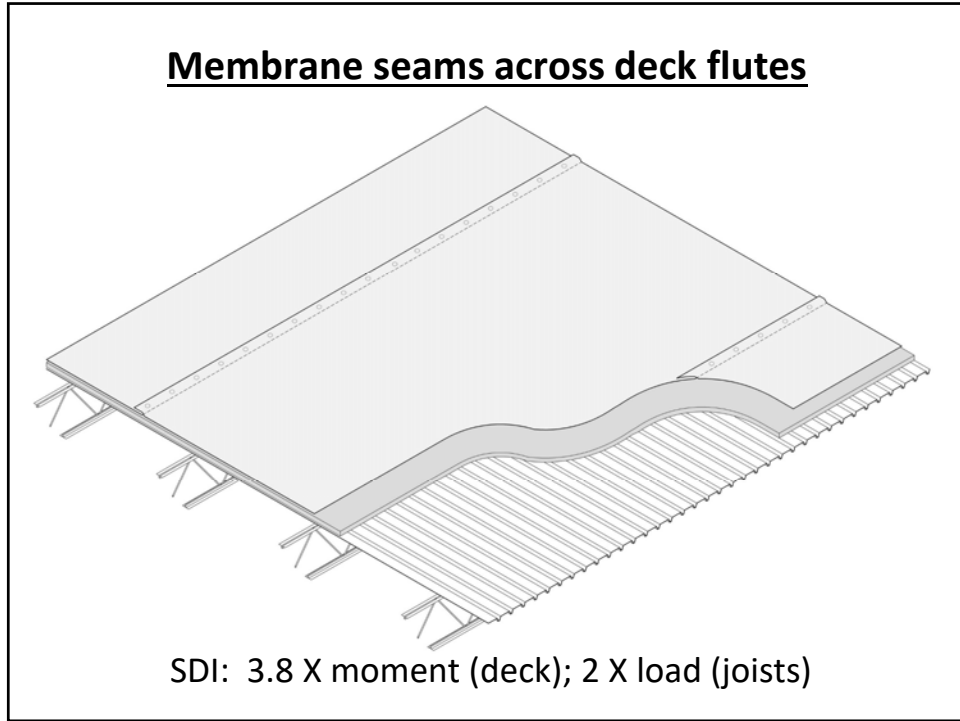 Membrane seams across deck flutes
SDI: 3.8 X moment (deck); 2 X load (joists)